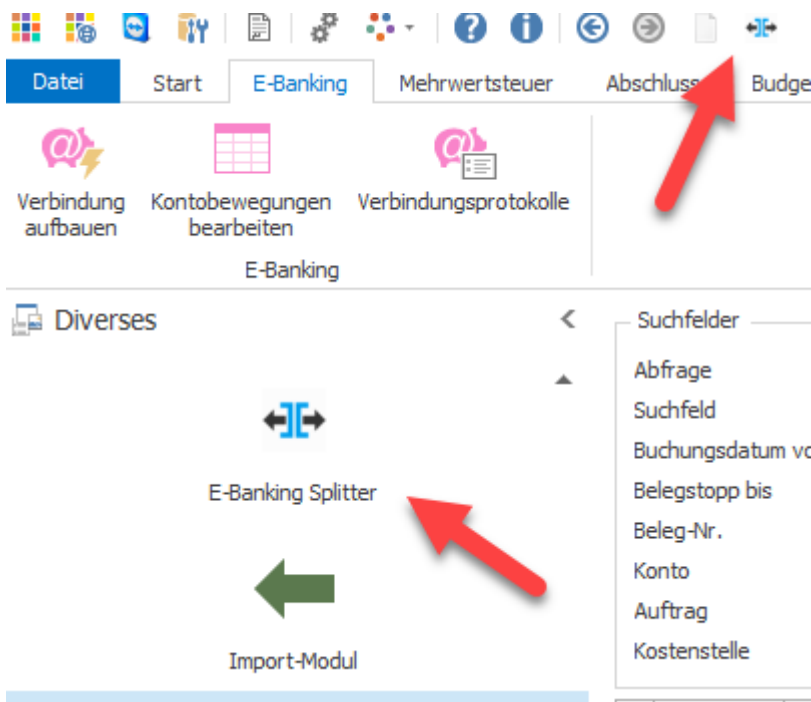 Datei Start E-Banking Mehrwertsteuer Abschluss Budge
Verbindung aufbauen
Kontobewegungen bearbeiten
Verbindungsprotokolle
E-Banking
Diverses
E-Banking Splitter
Import-Modul
Suchfelder
Abfrage
Suchfeld
Buchungsdatum vo
Belegstopp bis
Beleg-Nr.
Konto
Auftrag
Kostenstelle